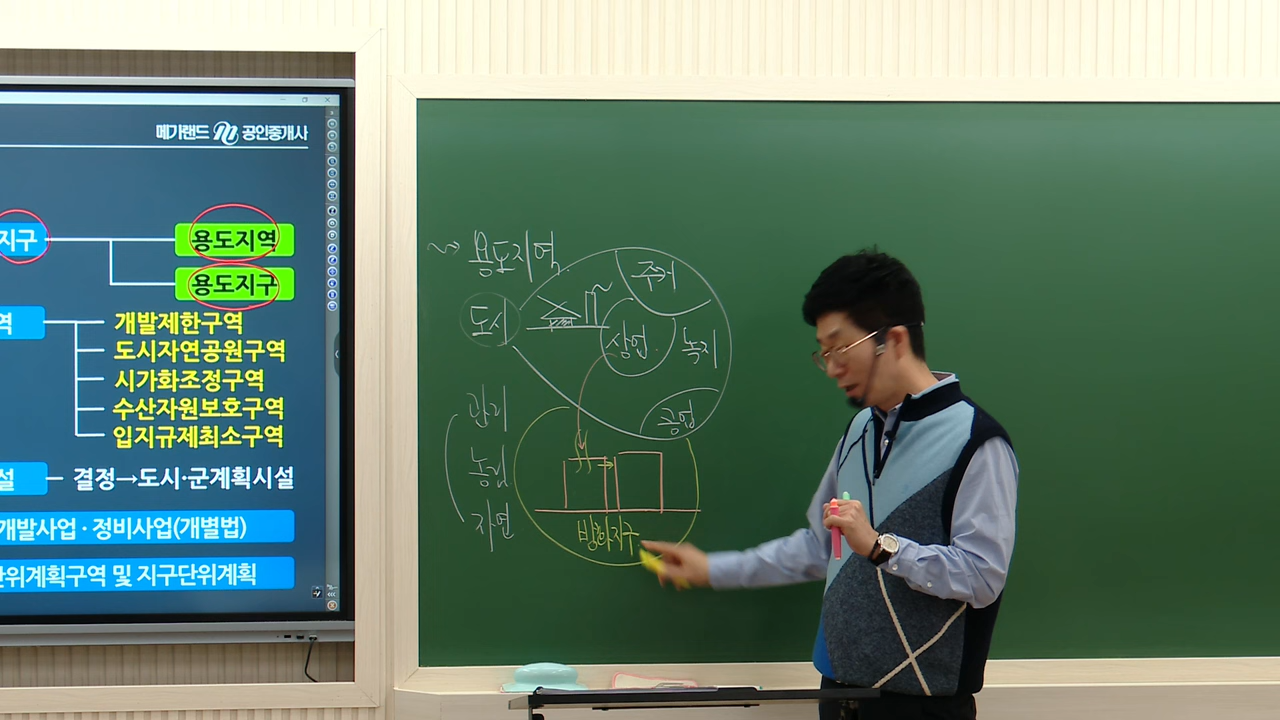 메가랜드 공인중개사
지구
용도지역
용도지구
역
개발제한구역
도시자연공원구역
시가화조정구역
수산자원보호구역
입지규제최소구역
설
결정→도시·군계획시설
개발사업·정비사업(개별법)
단위계획구역 및 지구단위계획
~> 용도지역
도시
주거
상업
녹지
공업
관리
농림
자연
방화지구